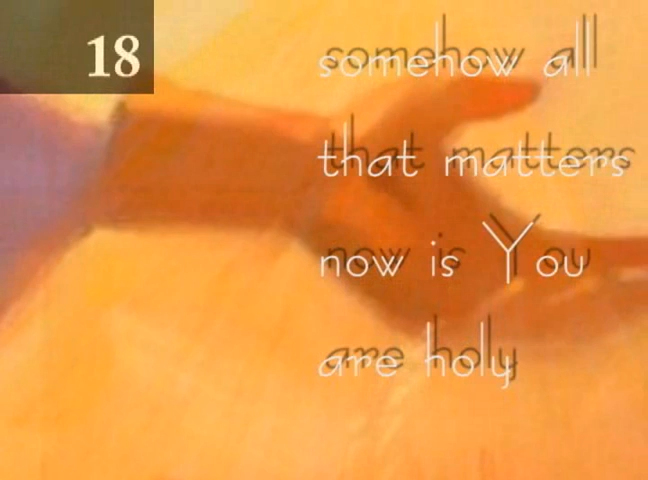 18
somehow all
that matters
now is You
are holy